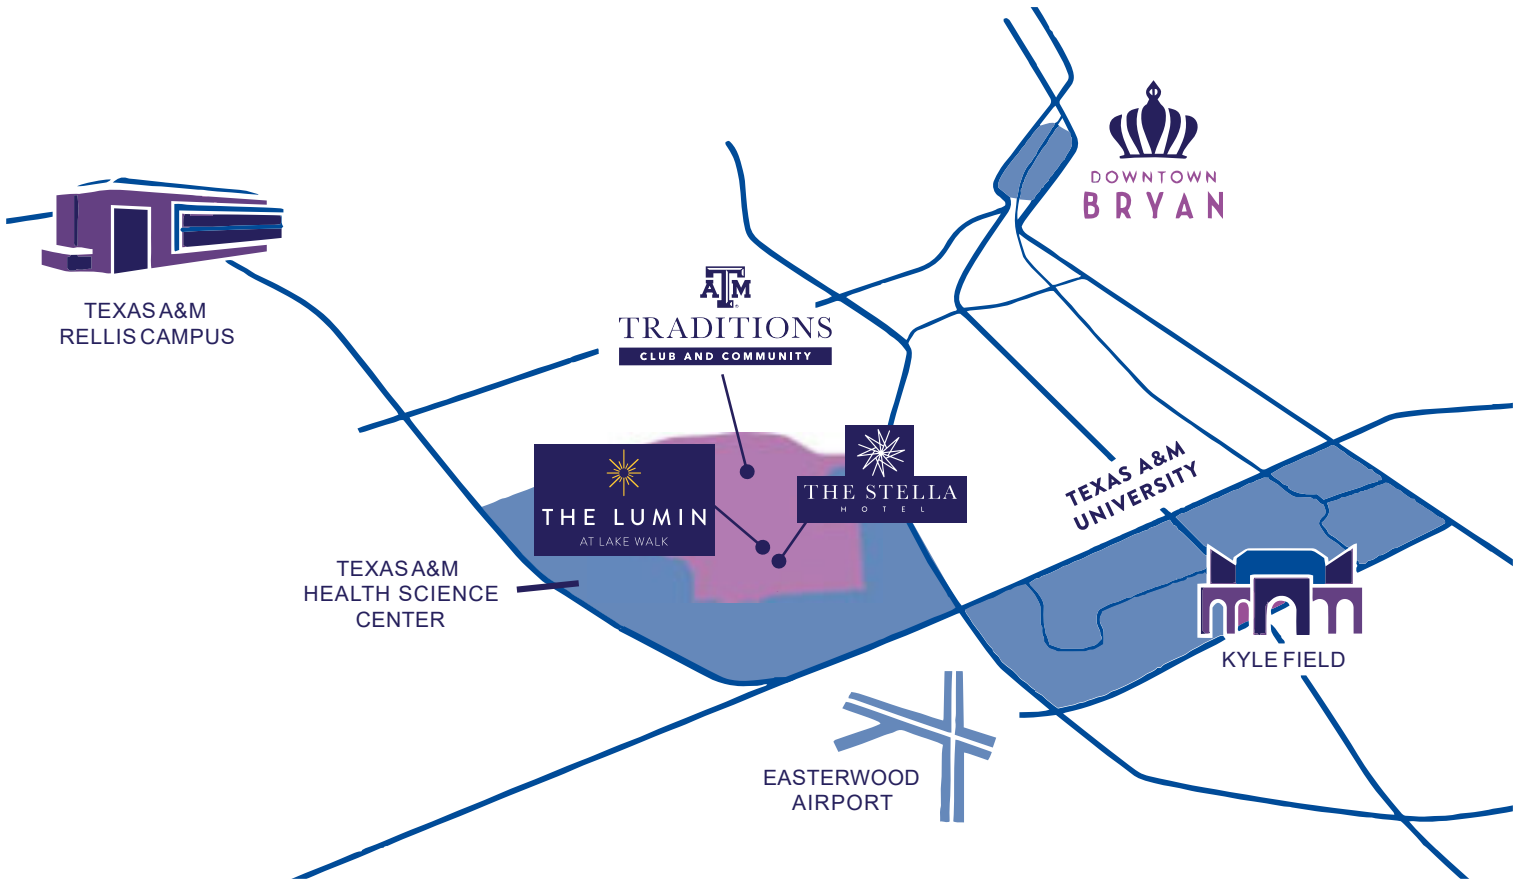 DOWNTOWN
BRYAN
TEXAS A&M
RELLIS CAMPUS
ATM
TRADITIONS
CLUB AND COMMUNITY
THE LUMIN
AT LAKE WALK
THE STELLA
HOTEL
TEXAS A&M
UNIVERSITY
TEXAS A&M
HEALTH SCIENCE
CENTER
KYLE FIELD
EASTERWOOD
AIRPORT